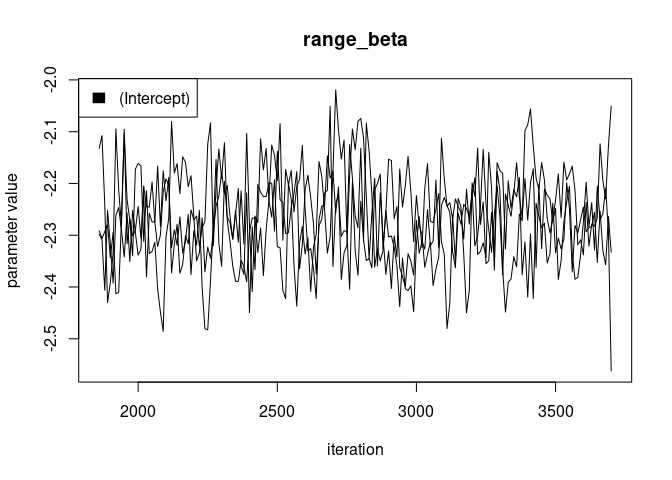 range_beta
(Intercept)
-2.0
-2.1
-2.2
-2.3
-2.4
-2.5
parameter value
2000 2500 3000 3500
iteration